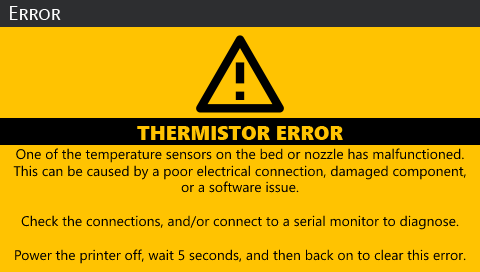 Error
THERMISTOR ERROR
One of the temperature sensors on the bed or nozzle has malfunctioned.
This can be caused by a poor electrical connection, damaged component,
or a software issue.
Check the connections, and/or connect to a serial monitor to diagnose.
Power the printer off, wait 5 seconds, and then back on to clear this error.